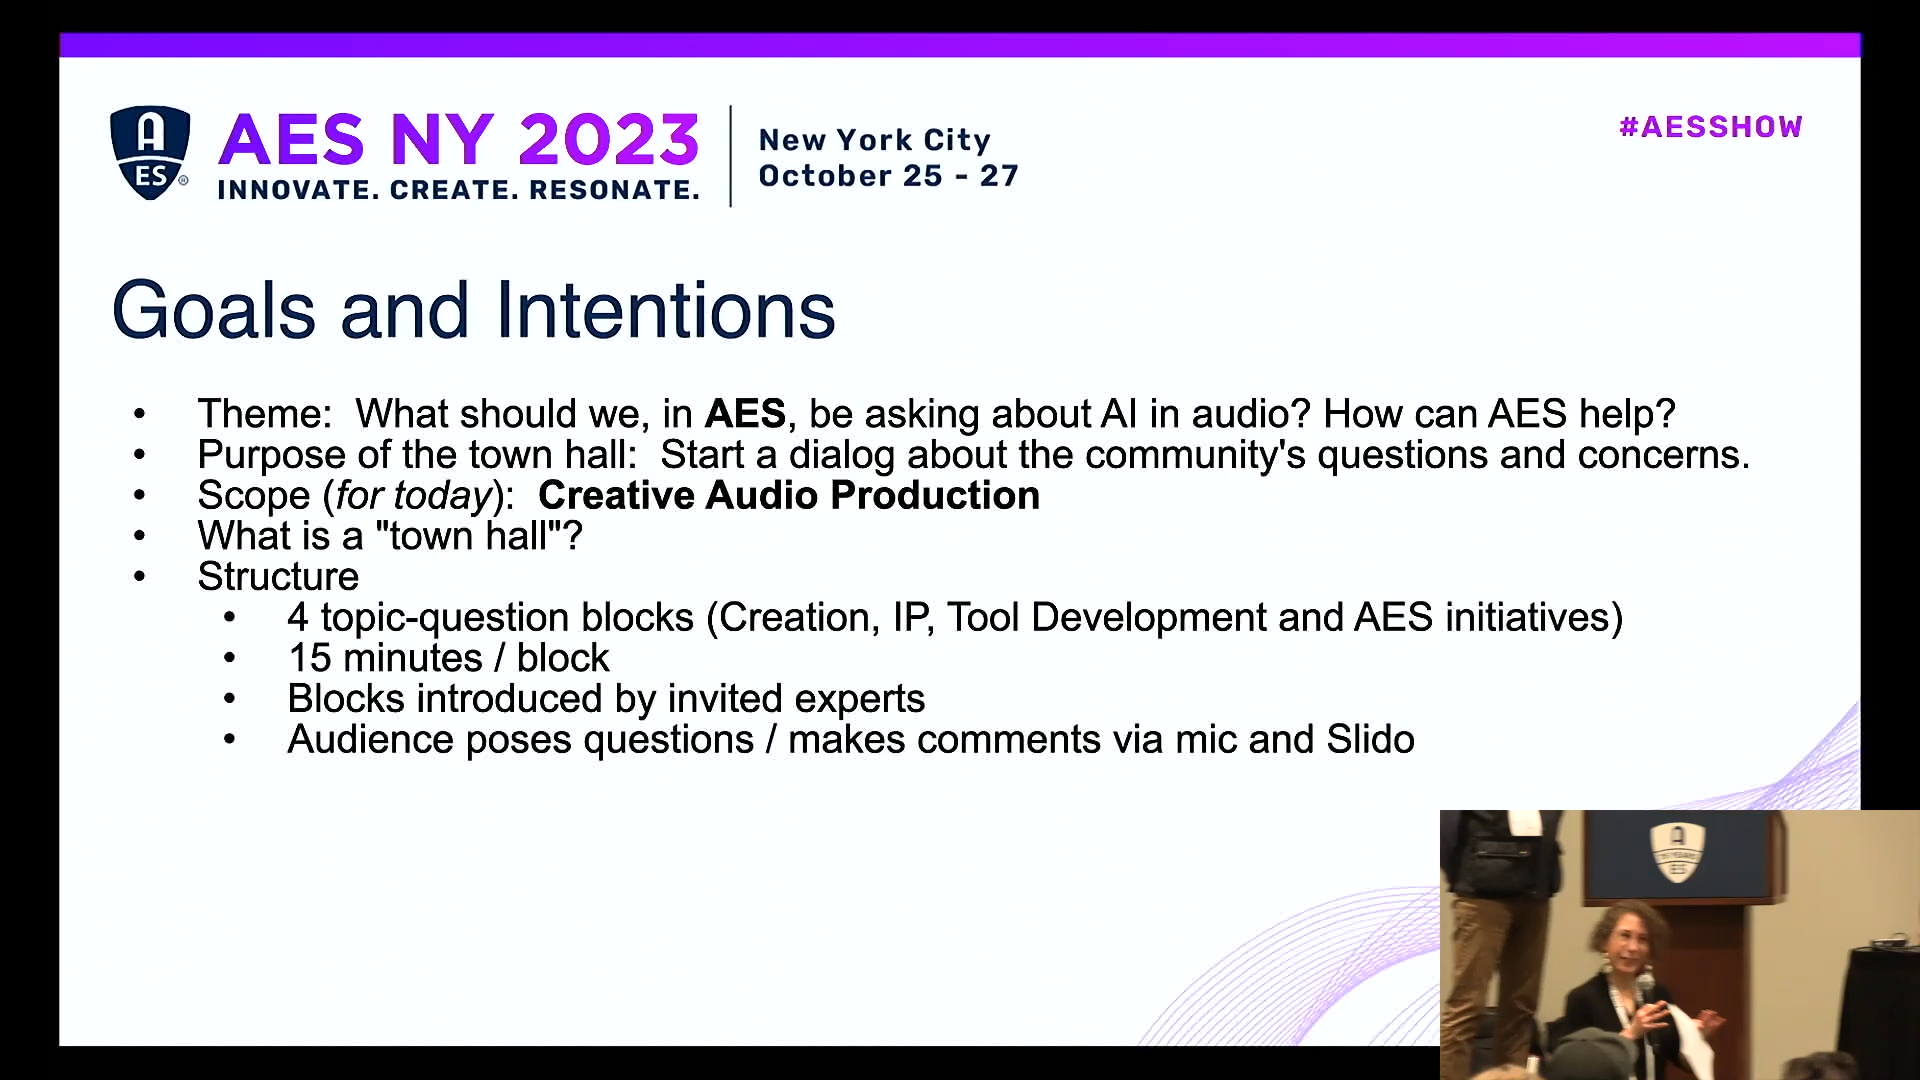 A
ES®
AES NY 2023
INNOVATE. CREATE. RESONATE.
New York City
October 25 - 27
#AESSHOW
Goals and Intentions
• Theme:  What should we, in AES, be asking about AI in audio? How can AES help?
• Purpose of the town hall:  Start a dialog about the community's questions and concerns.
• Scope (for today):  Creative Audio Production
• What is a "town hall"?
• Structure
• 4 topic-question blocks (Creation, IP, Tool Development and AES initiatives)
• 15 minutes / block
• Blocks introduced by invited experts
• Audience poses questions / makes comments via mic and Slido
A
ES